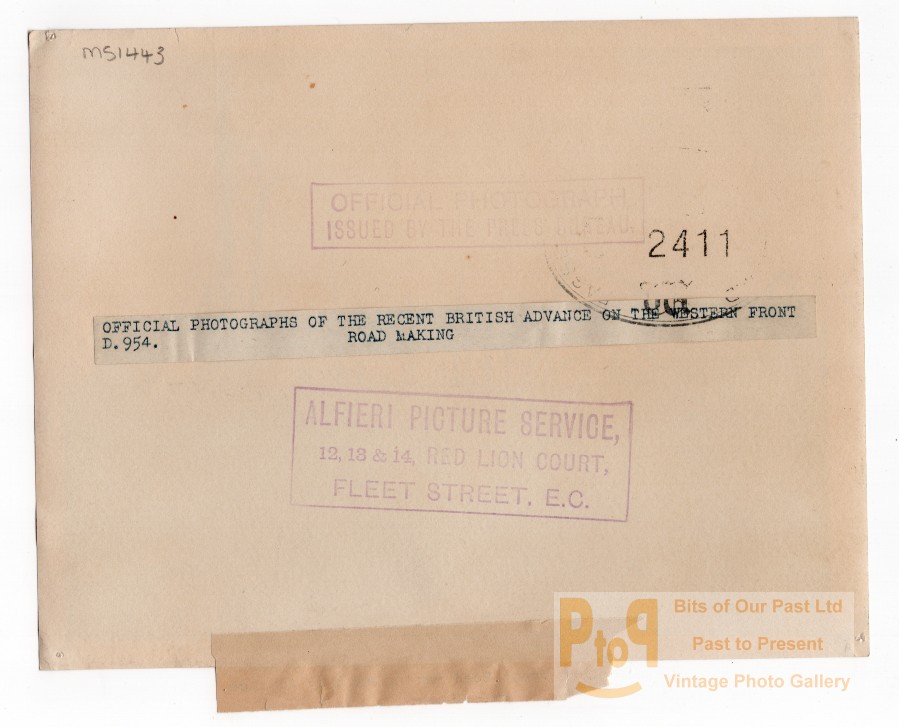 MS1443
OFFICIAL PHOTOGRAPH
ISSUED BY THE PRESS BUREAU.
2411
OFFICIAL PHOTOGRAPHS OF THE RECENT BRITISH ADVANCE ON THE WESTERN FRONT
D.954. ROAD MAKING
ALFIERI PICTURE SERVICE,
12, 13 & 14, RED LION COURT,
FLEET STREET. E.C.
PtoP
Bits of Our Past Ltd
Past to Present
Vintage Photo Gallery